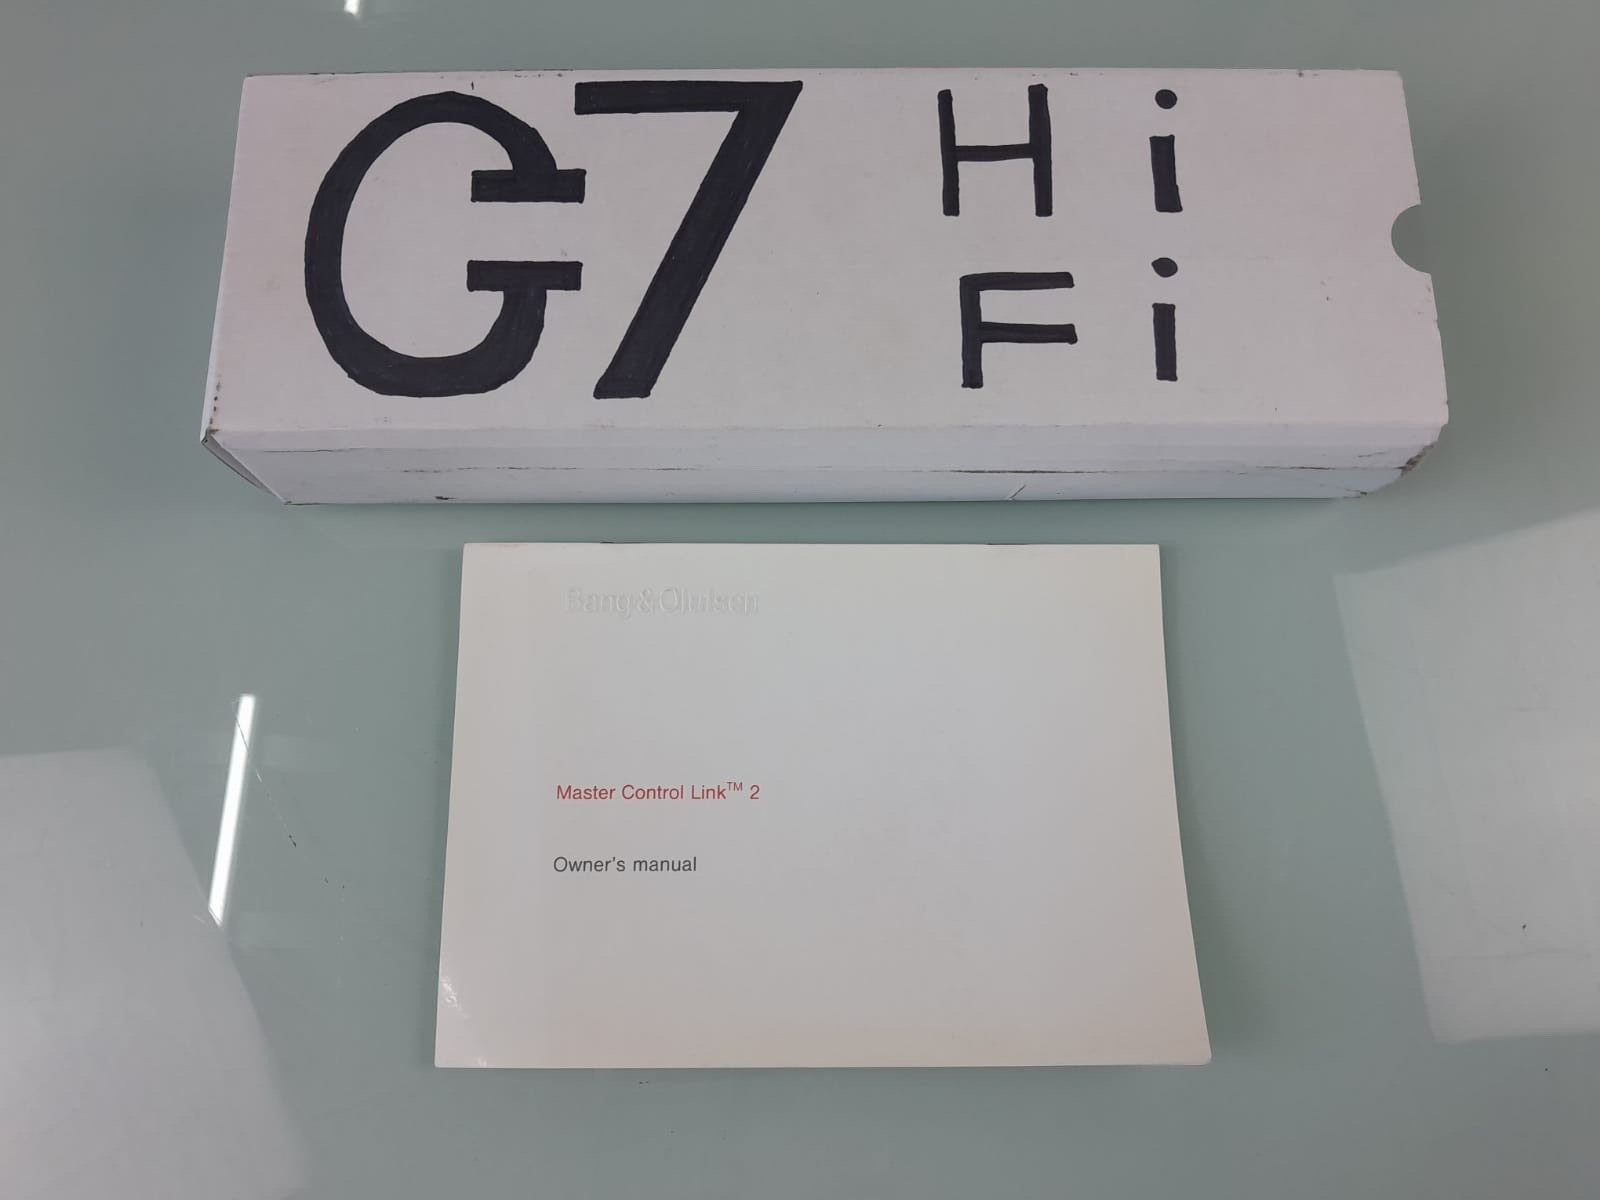 G7 Hi
Fi
Bang & Olufsen
Master Control Link™ 2
Owner's manual